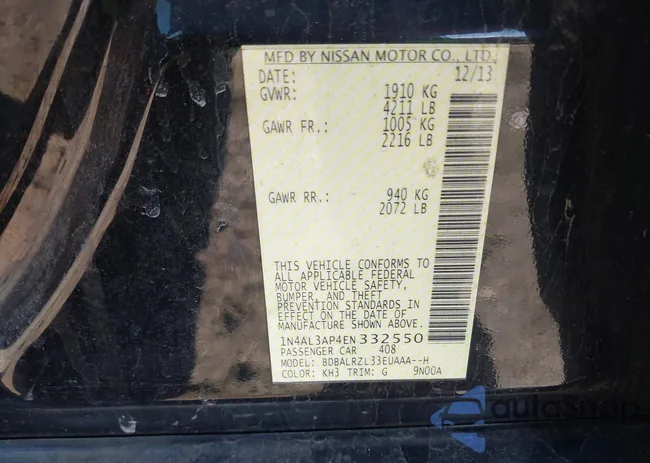 MFD BY NISSAN MOTOR CO., LTD.
DATE: 12/13
GVWR: 1910 KG
4211 LB
GAWR FR.: 1005 KG
2216 LB
GAWR RR.: 940 KG
2072 LB
THIS VEHICLE CONFORMS TO
ALL APPLICABLE FEDERAL
MOTOR VEHICLE SAFETY,
BUMPER, AND THEFT
PREVENTION STANDARDS IN
EFFECT ON THE DATE OF
MANUFACTURE SHOWN ABOVE.
1N4AL3AP4EN332550
PASSENGER CAR 408
MODEL: BDBALRZL33EUAAA--H
COLOR: KH3 TRIM: G 9N00A
autaSnap